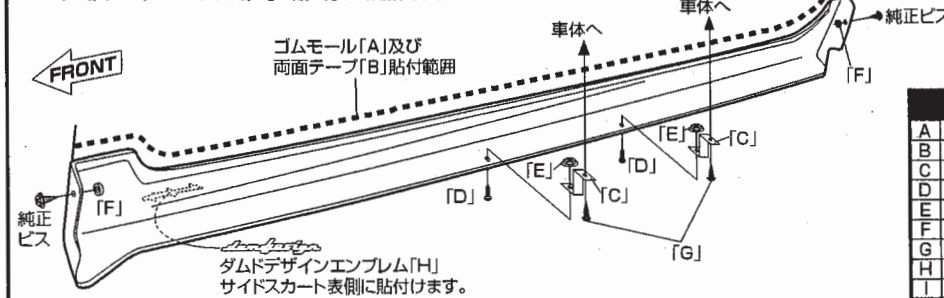 車体へ
車体へ
純正ビス
ゴムモール「A」及び
両面テープ「B」貼付範囲
FRONT
「F」
「E」
「C」
A
B
C
D
E
F
G
H
I
「E」
「D」
「D」
「C」
「F」
純正
ビス
「G」
ダムドデザインエンブレム「H」
サイドスカート表側に貼付けます。